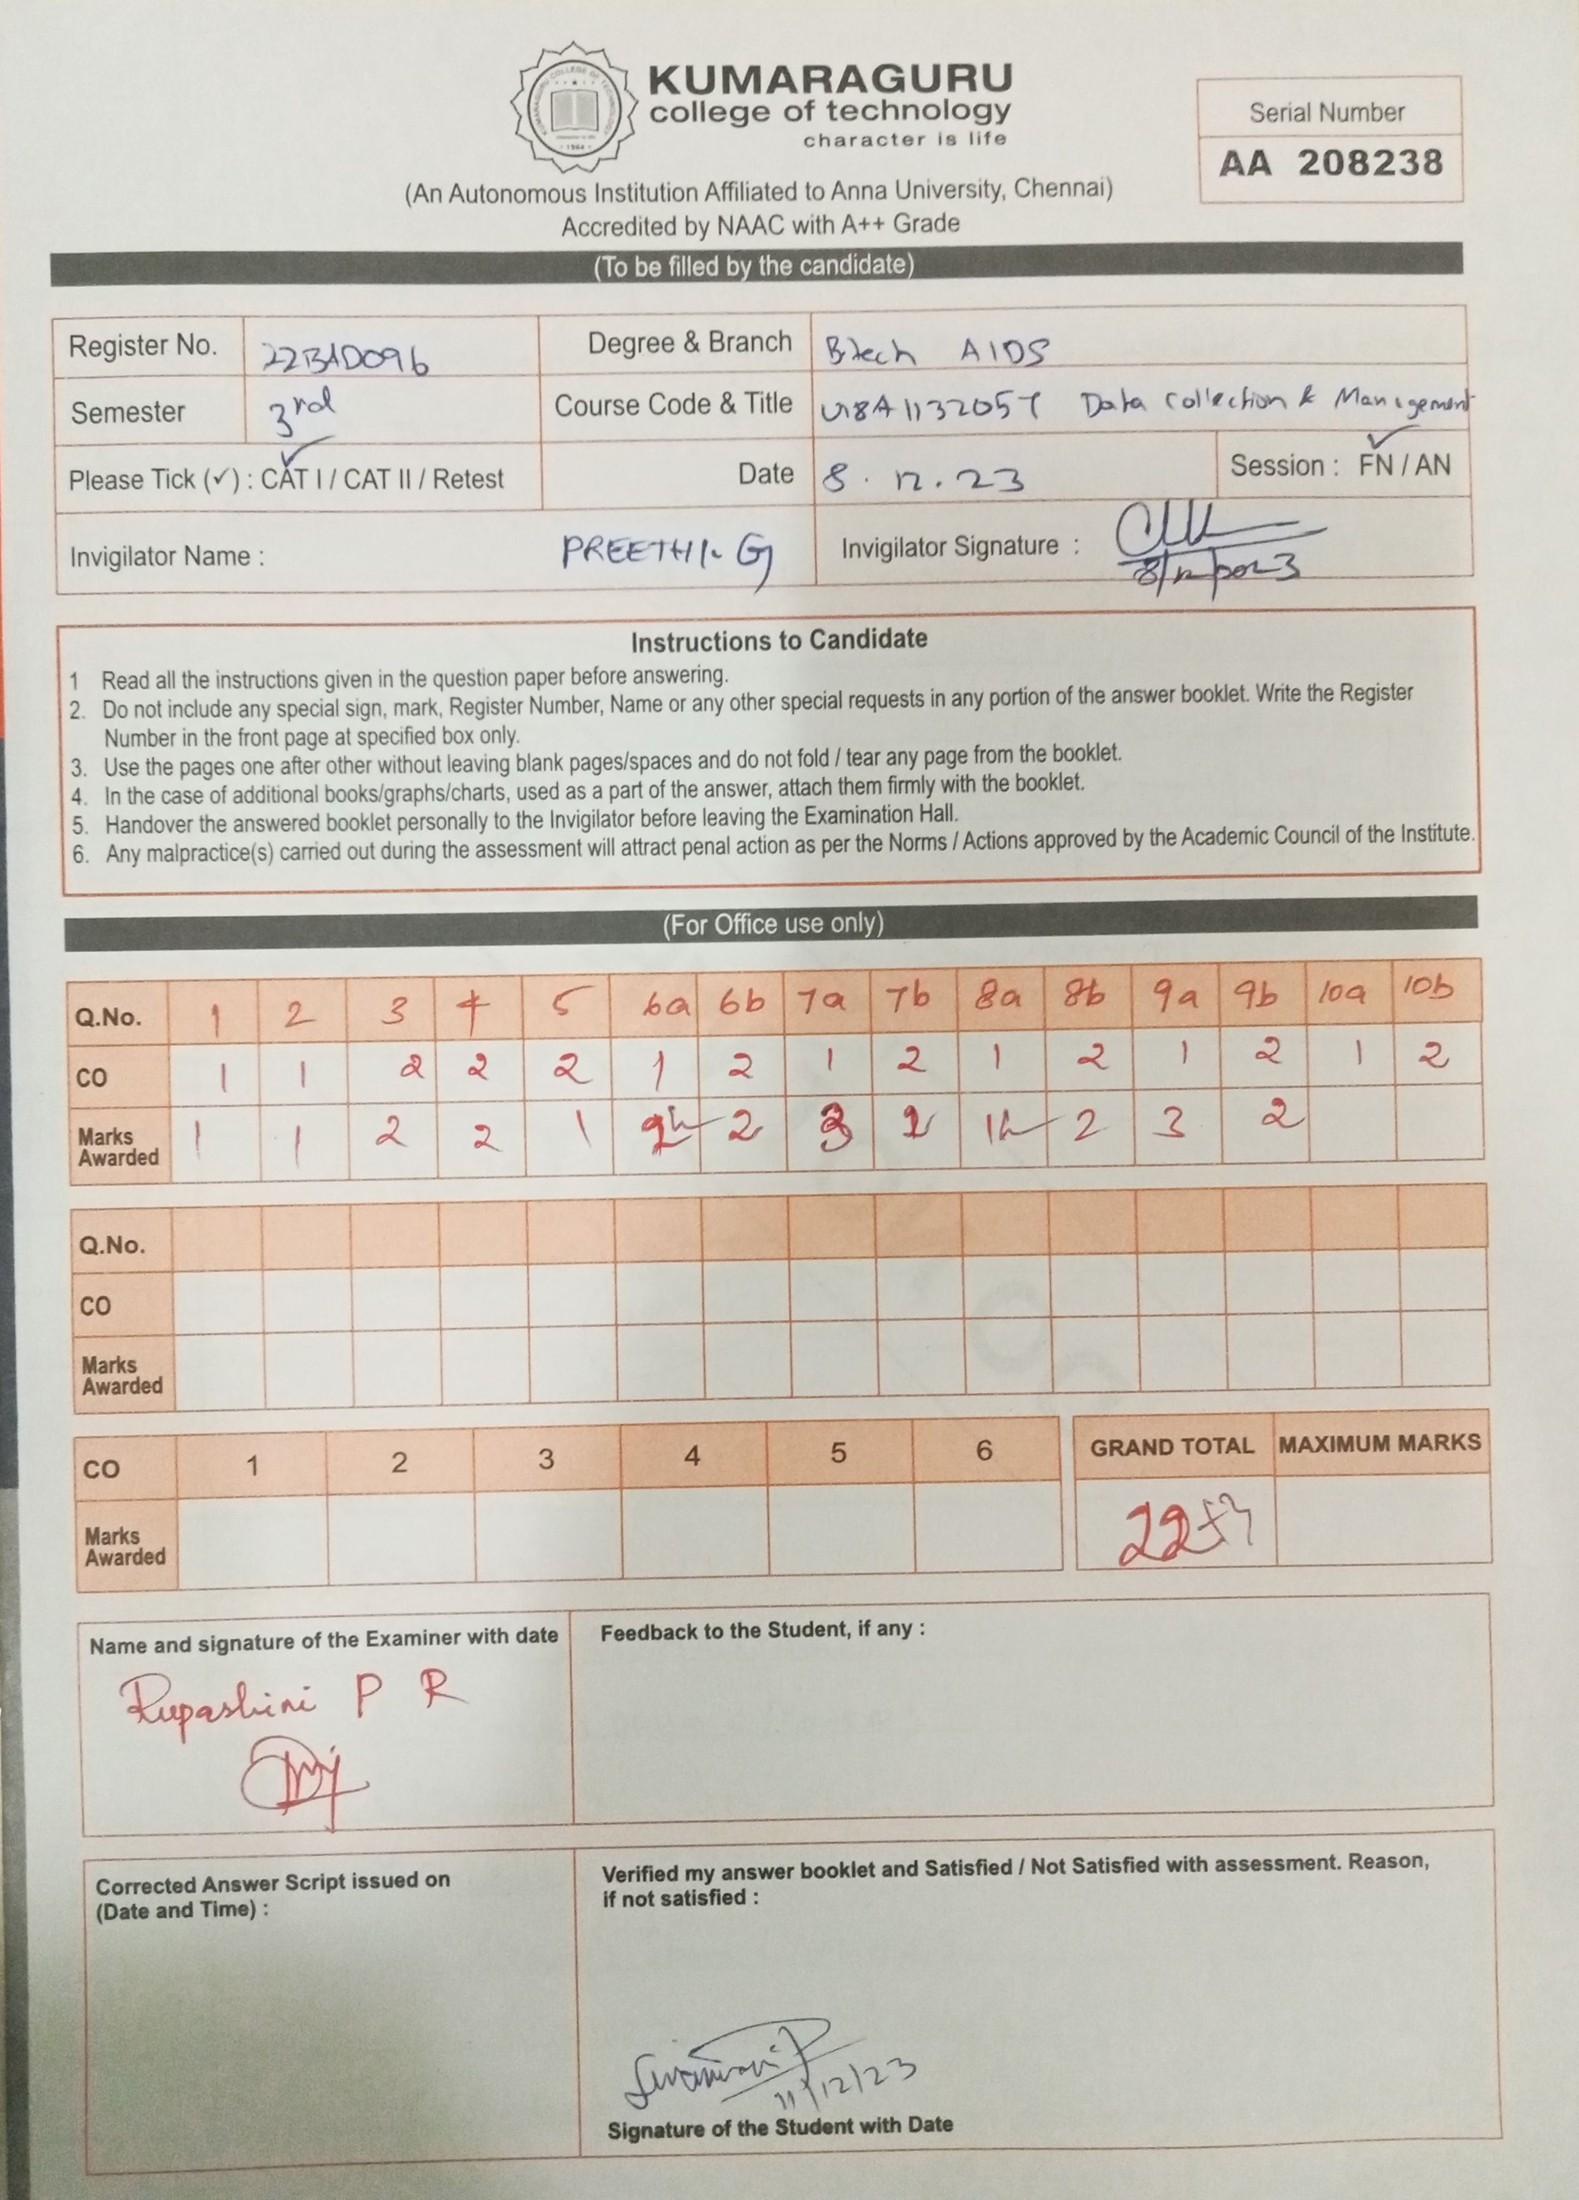 KUMARAGURU
college of technology
character is life
Serial Number
AA 208238
(An Autonomous Institution Affiliated to Anna University, Chennai)
Accredited by NAAC with A++ Grade
(To be filled by the candidate)
Register No. 22BAD096 Degree & Branch B.tech AIDS
Semester 3rd Course Code & Title Data collection & Management
Please Tick (✓) : CAT I / CAT II / Retest Date 8.12.23 Session : FN / AN
Invigilator Name : PREETHI. G Invigilator Signature :
Instructions to Candidate
1 Read all the instructions given in the question paper before answering.
2. Do not include any special sign, mark, Register Number, Name or any other special requests in any portion of the answer booklet. Write the Register
Number in the front page at specified box only.
3. Use the pages one after other without leaving blank pages/spaces and do not fold / tear any page from the booklet.
4. In the case of additional books/graphs/charts, used as a part of the answer, attach them firmly with the booklet.
5. Handover the answered booklet personally to the Invigilator before leaving the Examination Hall.
6. Any malpractice(s) carried out during the assessment will attract penal action as per the Norms / Actions approved by the Academic Council of the Institute.
(For Office use only)
Q.No. 1 2 3 4 5 6a 6b 7a 7b 8a 8b 9a 9b 10a 10b
CO 1 1 2 2 2 1 2 1 2 1 2 1 2 1 2
Marks
Awarded 1 1 2 2 1 2 3 2 3 2
Q.No.
CO
Marks
Awarded
CO 1 2 3 4 5 6 GRAND TOTAL MAXIMUM MARKS
Marks
Awarded
Name and signature of the Examiner with date
Rupashini P R
Feedback to the Student, if any :
Corrected Answer Script issued on
(Date and Time) :
Verified my answer booklet and Satisfied / Not Satisfied with assessment. Reason,
if not satisfied :
11/12/23
Signature of the Student with Date